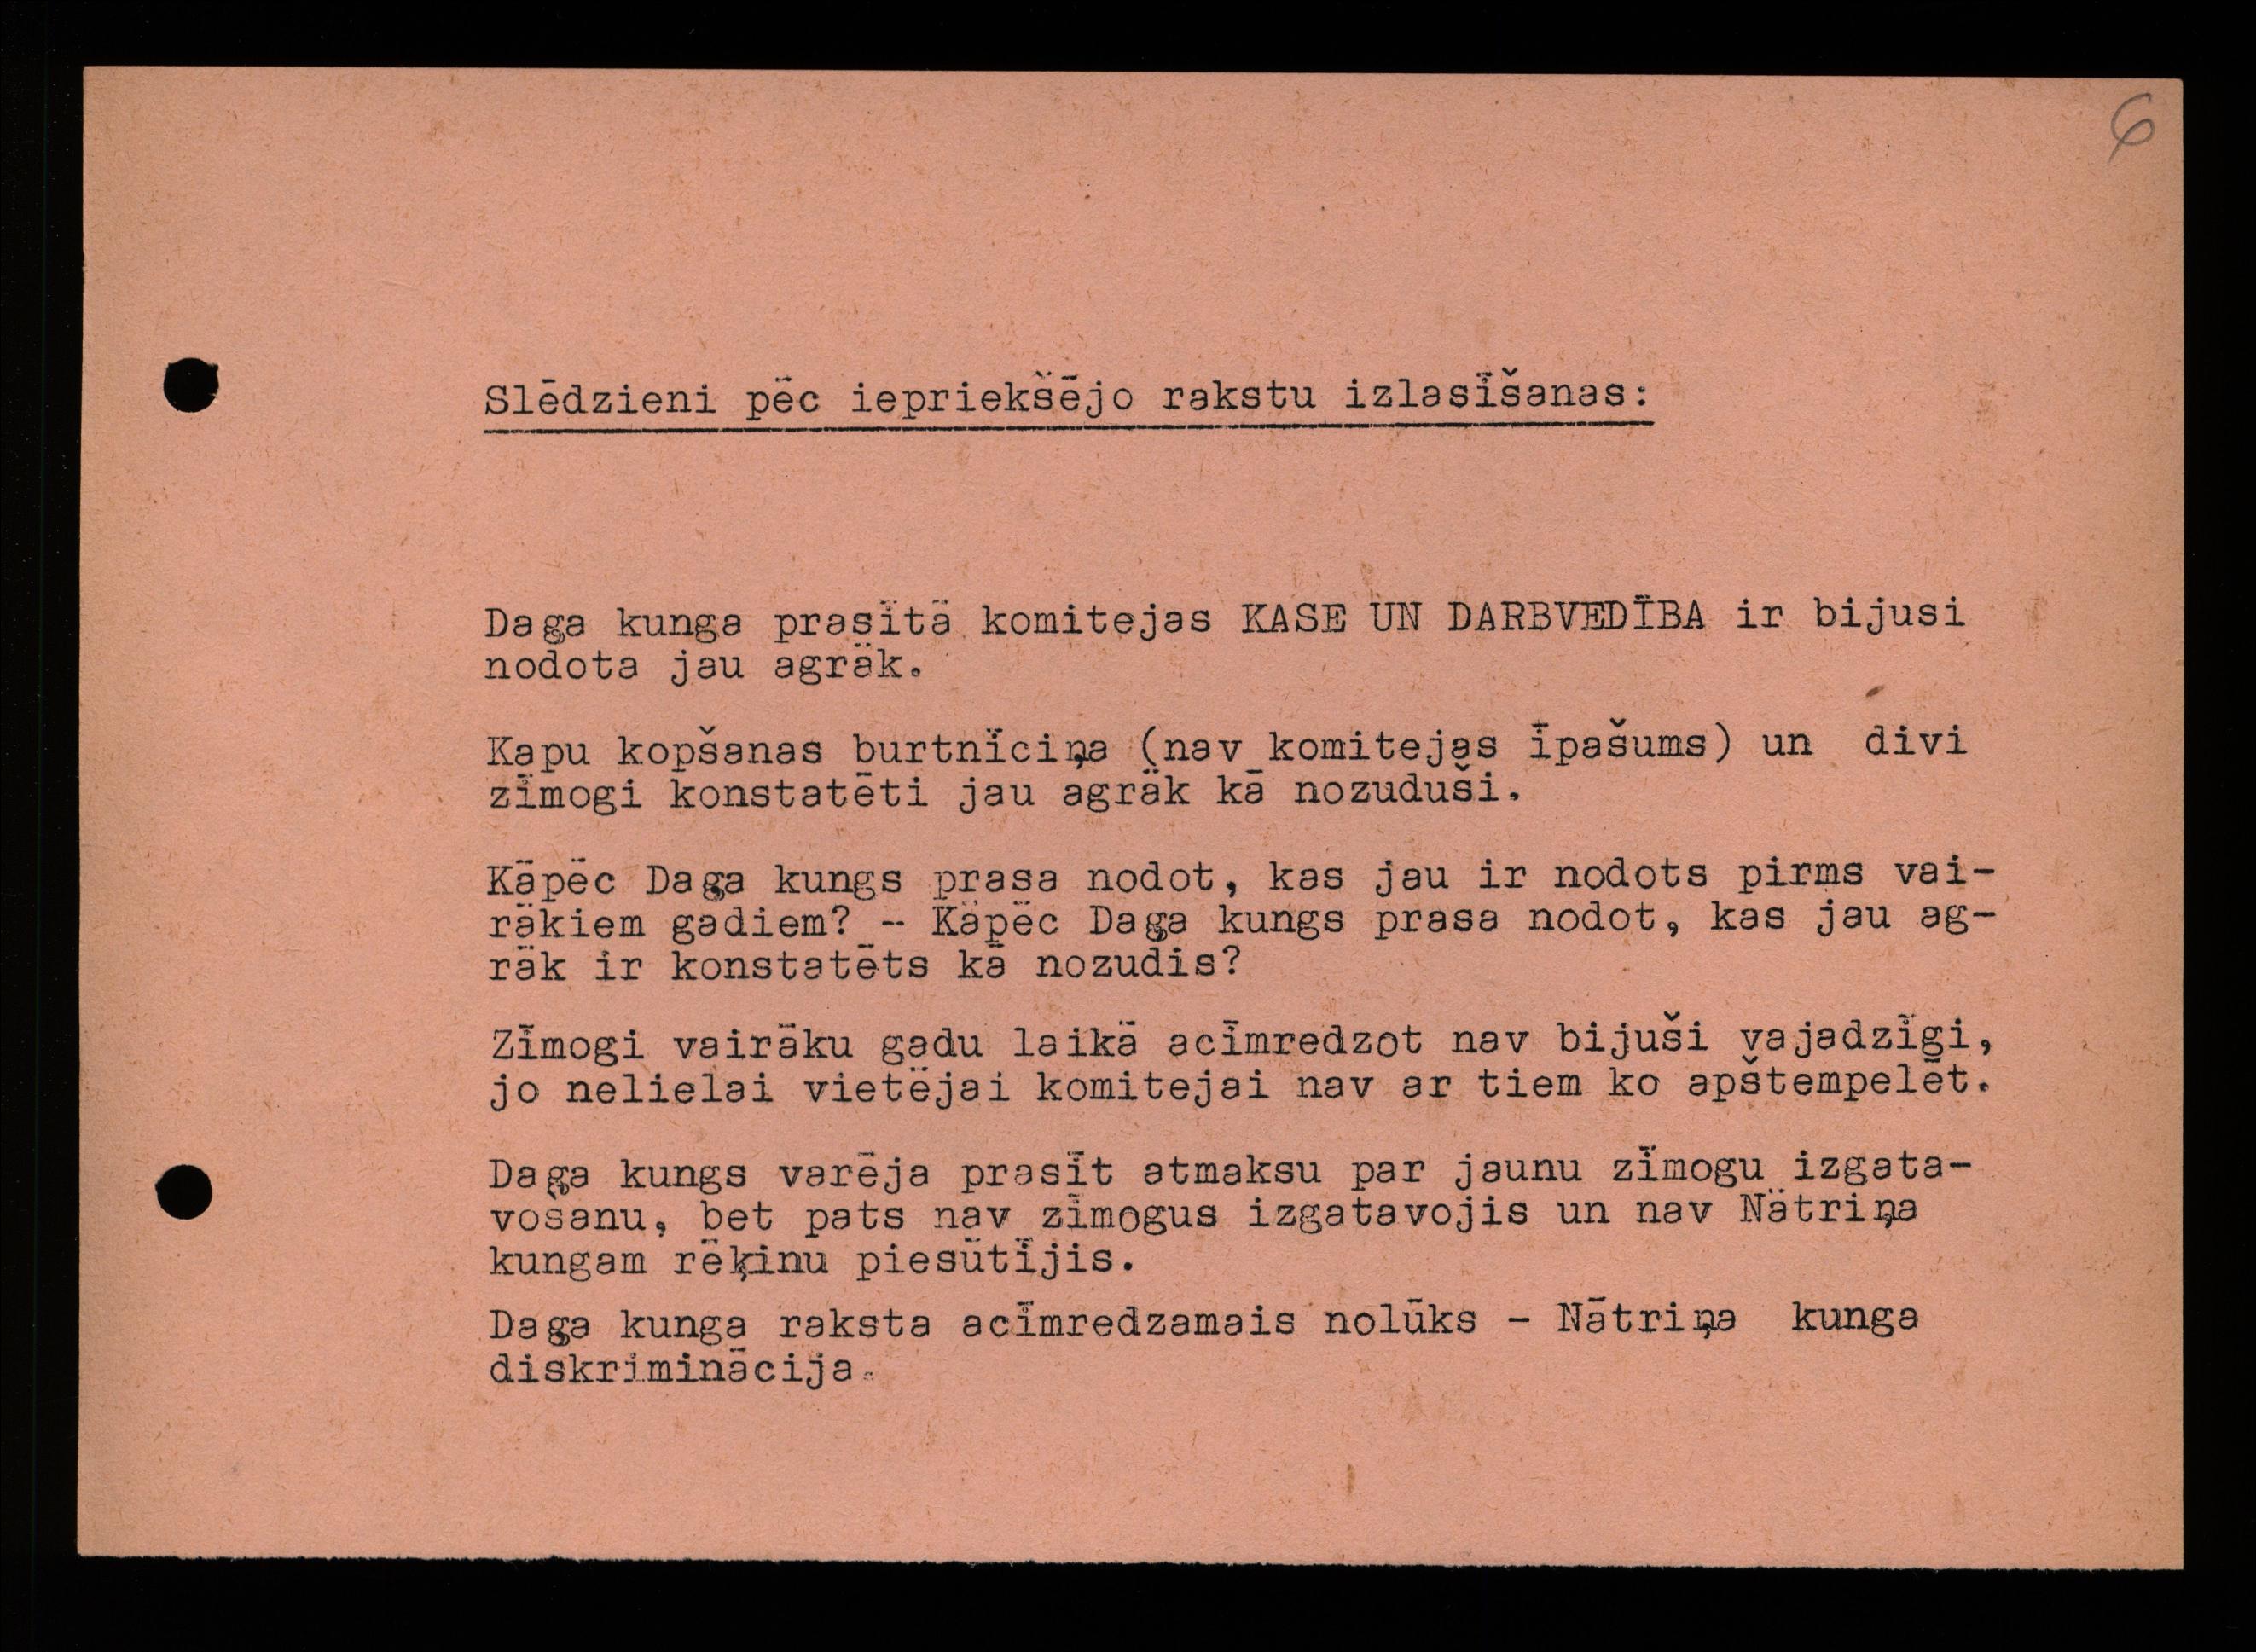 6
Slēdzieni pēc iepriekšējo rakstu izlasīšanas:
Daga kunga prasītā komitejas KASE UN DARBVEDĪBA ir bijusi
nodota jau agrāk.
Kapu kopšanas burtnīciņa (nav komitejas īpašums) un divi
zīmogi konstatēti jau agrāk kā nozuduši.
Kāpēc Daga kungs prasa nodot, kas jau ir nodots pirms vai-
rākiem gadiem? - Kāpēc Daga kungs prasa nodot, kas jau ag-
rāk ir konstatēts kā nozudis?
Zīmogi vairāku gadu laikā acīmredzot nav bijuši vajadzīgi,
jo nelielai vietējai komitejai nav ar tiem ko apštempelēt.
Daga kungs varēja prasīt atmaksu par jaunu zīmogu izgata-
vošanu, bet pats nav zīmogus izgatavojis un nav Nātriņa
kungam rēķinu piesūtījis.
Daga kunga raksta acīmredzamais nolūks - Nātriņa kunga
diskriminācija.